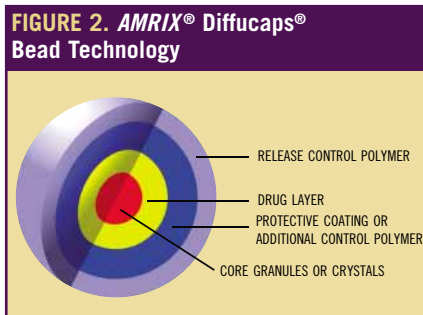 FIGURE 2. AMRIX® Diffucaps®
Bead Technology
RELEASE CONTROL POLYMER
DRUG LAYER
PROTECTIVE COATING OR
ADDITIONAL CONTROL POLYMER
CORE GRANULES OR CRYSTALS